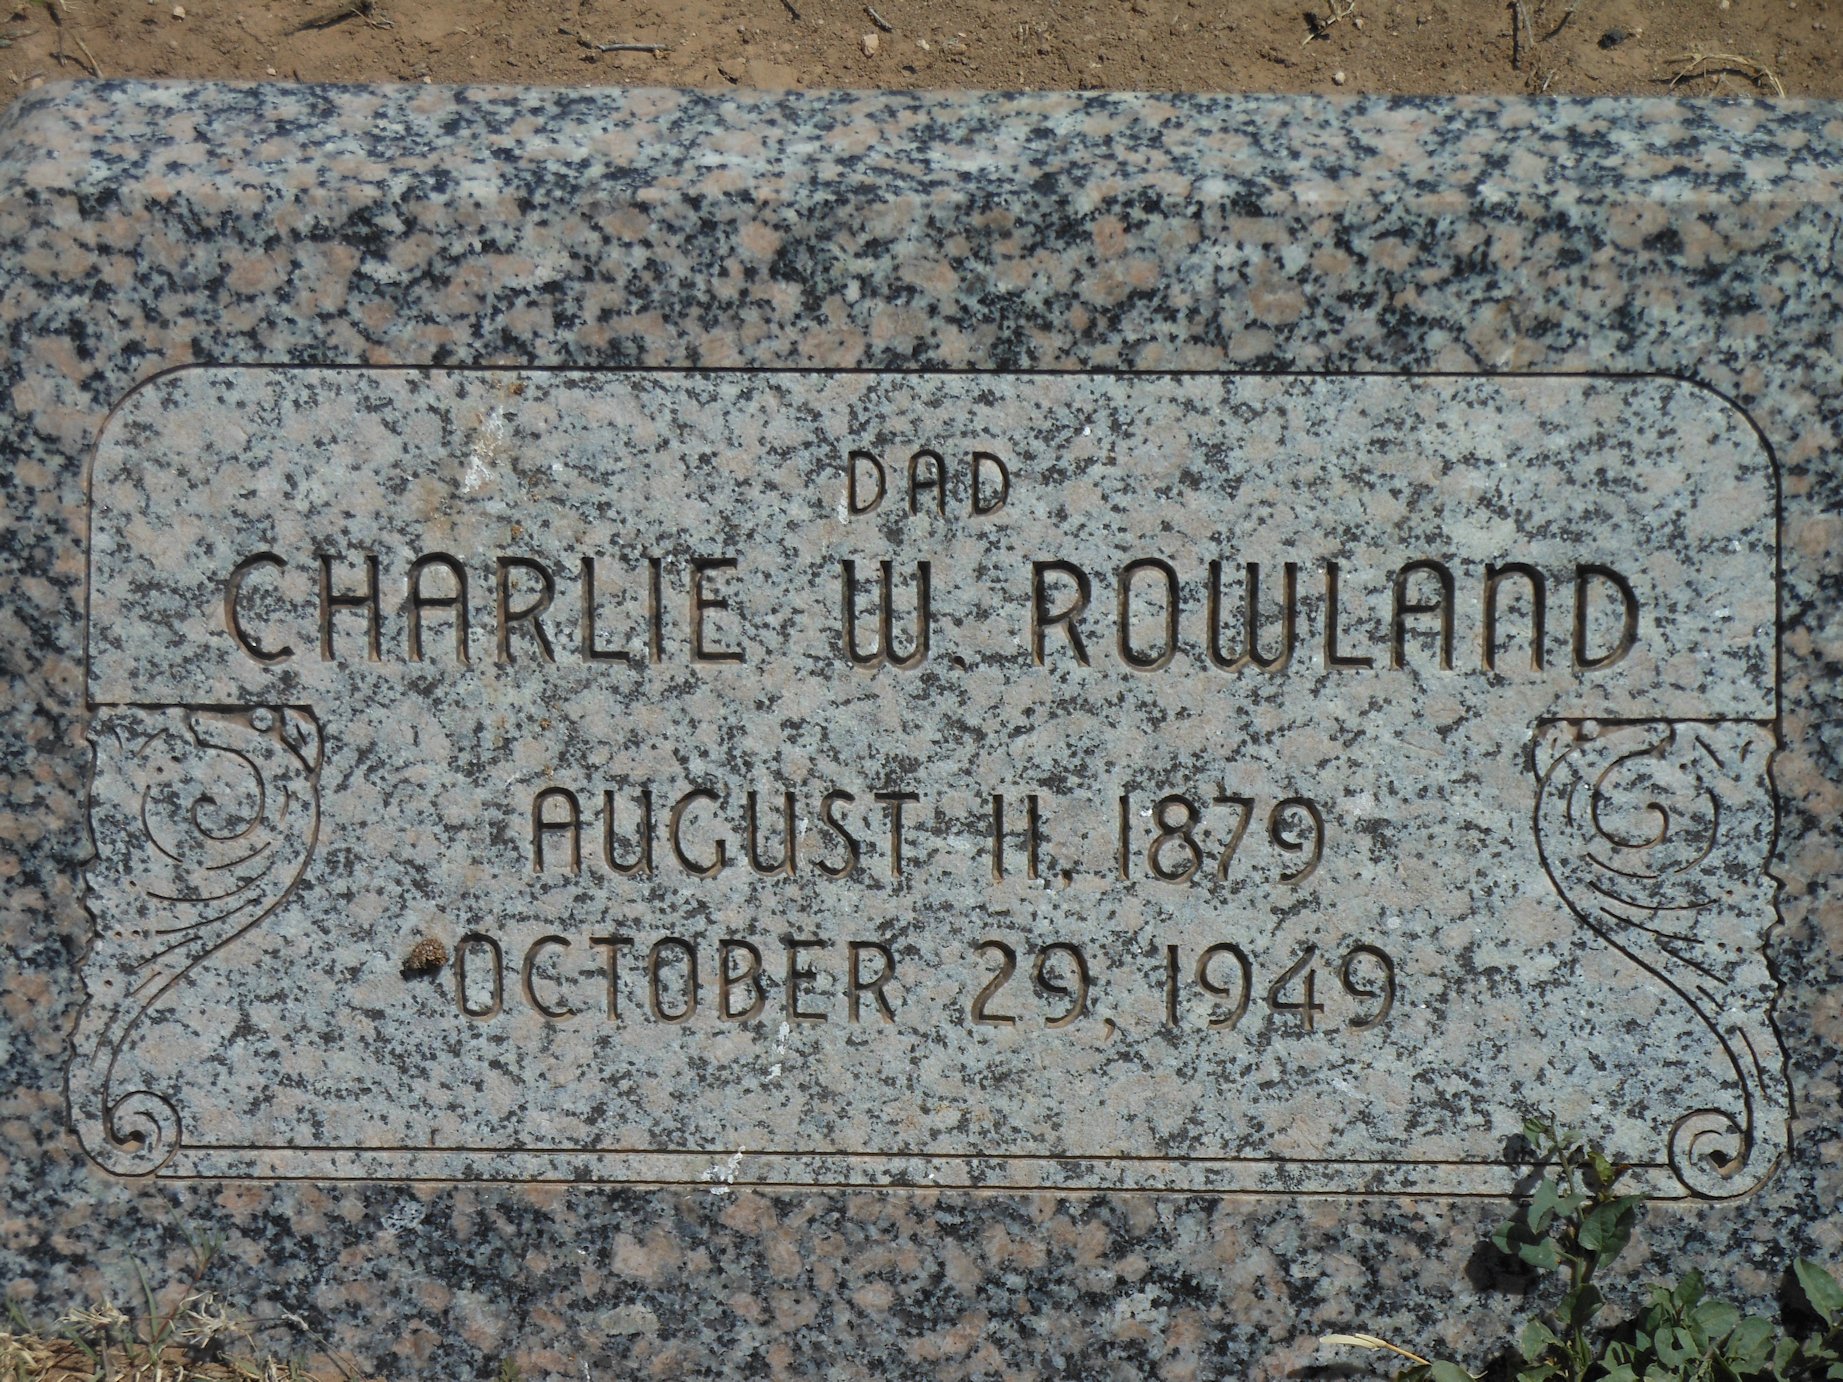 DAD
CHARLIE W. ROWLAND
AUGUST 11, 1879
OCTOBER 29, 1949